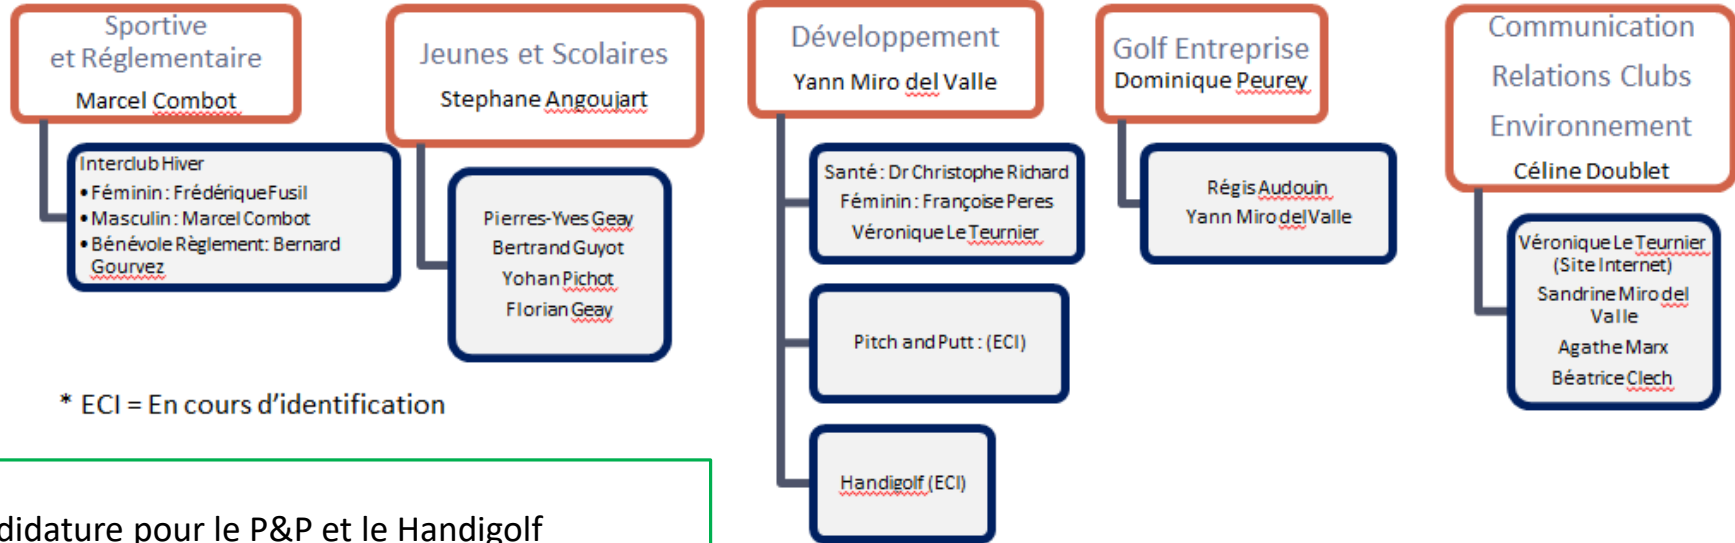 Sportive
et Réglementaire
Marcel Combot
Interclub Hiver
• Féminin : Frédérique Fusil
• Masculin : Marcel Combot
• Bénévole Règlement: Bernard
Gourvez
Jeunes et Scolaires
Stephane Angoujart
Pierres-Yves Geay
Bertrand Guyot
Yohan Pichot
Florian Geay
Développement
Yann Miro del Valle
Santé : Dr Christophe Richard
Féminin : Françoise Peres
Véronique Le Teurnier
Pitch and Putt : (ECI)
Handigolf (ECI)
Golf Entreprise
Dominique Peurey
Régis Audouin
Yann Miro del Valle
Communication
Relations Clubs
Environnement
Céline Doublet
Véronique Le Teurnier
(Site Internet)
Sandrine Miro del
Valle
Agathe Marx
Béatrice Clech
* ECI = En cours d’identification
didature pour le P&P et le Handigolf